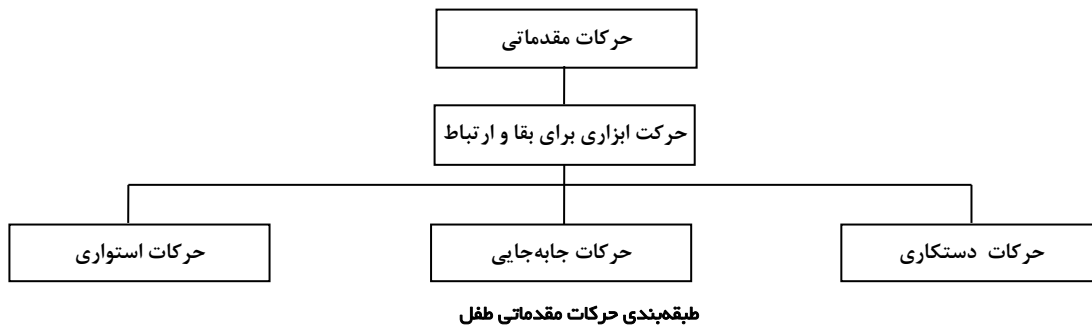 حرکات مقدماتی
حرکت ابزاری برای بقا و ارتباط
حرکات دستکاری
حرکات جابه‌جایی
حرکات استواری
طبقه‌بندی حرکات مقدماتی طفل